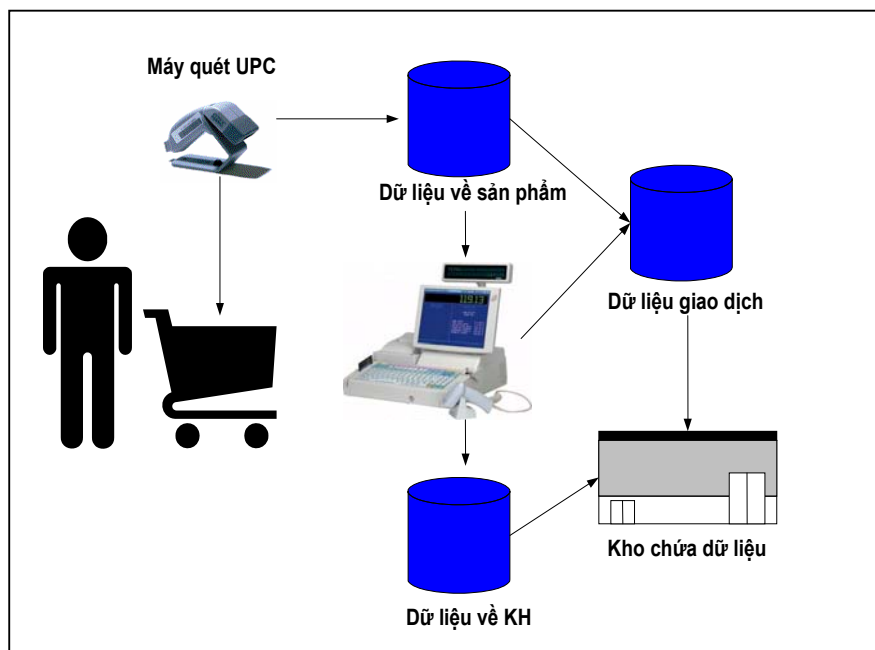 Máy quét UPC
Dữ liệu về sản phẩm
Dữ liệu giao dịch
Kho chứa dữ liệu
Dữ liệu về KH